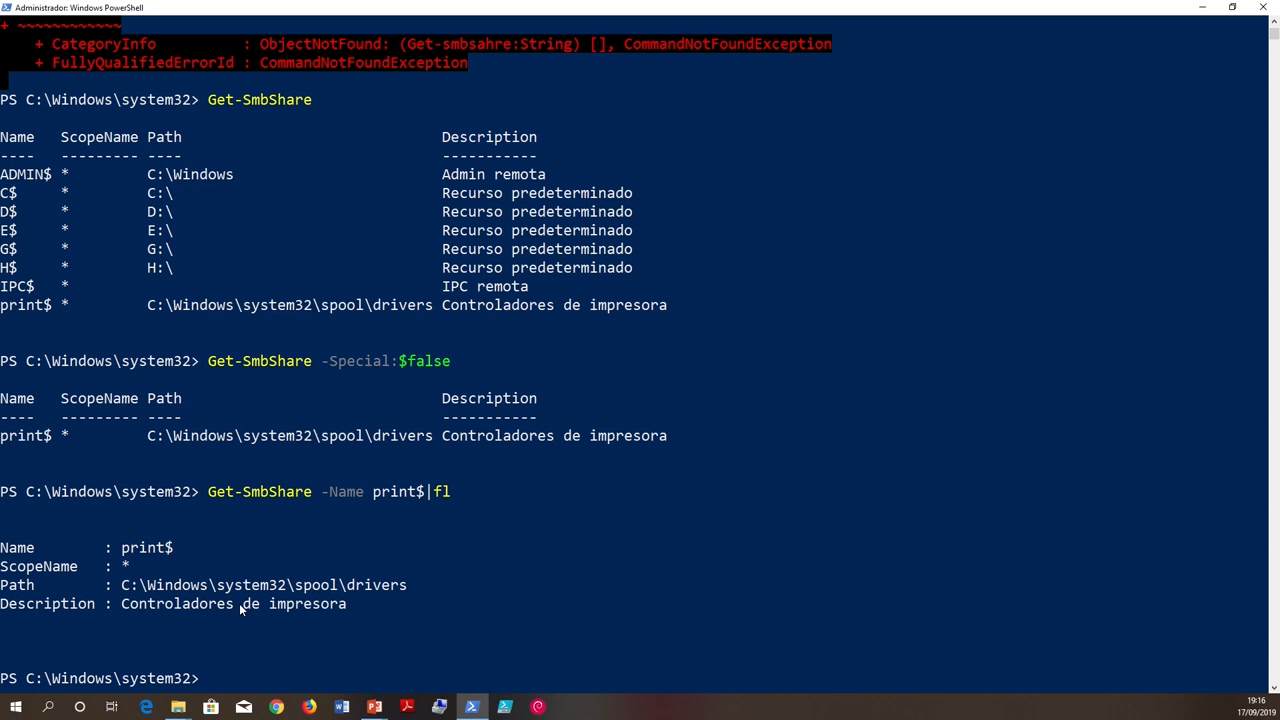 Administrador: Windows PowerShell
+ ~~~~~~~~~~~~
    + CategoryInfo          : ObjectNotFound: (Get-smbsahre:String) [], CommandNotFoundException
    + FullyQualifiedErrorId : CommandNotFoundException
PS C:\Windows\system32> Get-SmbShare
Name   ScopeName Path                              Description
----   --------- ----                              -----------
ADMIN$ *         C:\Windows                        Admin remota
C$     *         C:\                               Recurso predeterminado
D$     *         D:\                               Recurso predeterminado
E$     *         E:\                               Recurso predeterminado
G$     *         G:\                               Recurso predeterminado
H$     *         H:\                               Recurso predeterminado
IPC$   *                                           IPC remota
print$ *         C:\Windows\system32\spool\drivers Controladores de impresora
PS C:\Windows\system32> Get-SmbShare -Special:$false
Name   ScopeName Path                              Description
----   --------- ----                              -----------
print$ *         C:\Windows\system32\spool\drivers Controladores de impresora
PS C:\Windows\system32> Get-SmbShare -Name print$|fl
Name        : print$
ScopeName   : *
Path        : C:\Windows\system32\spool\drivers
Description : Controladores de impresora
PS C:\Windows\system32>
19:16
17/09/2019